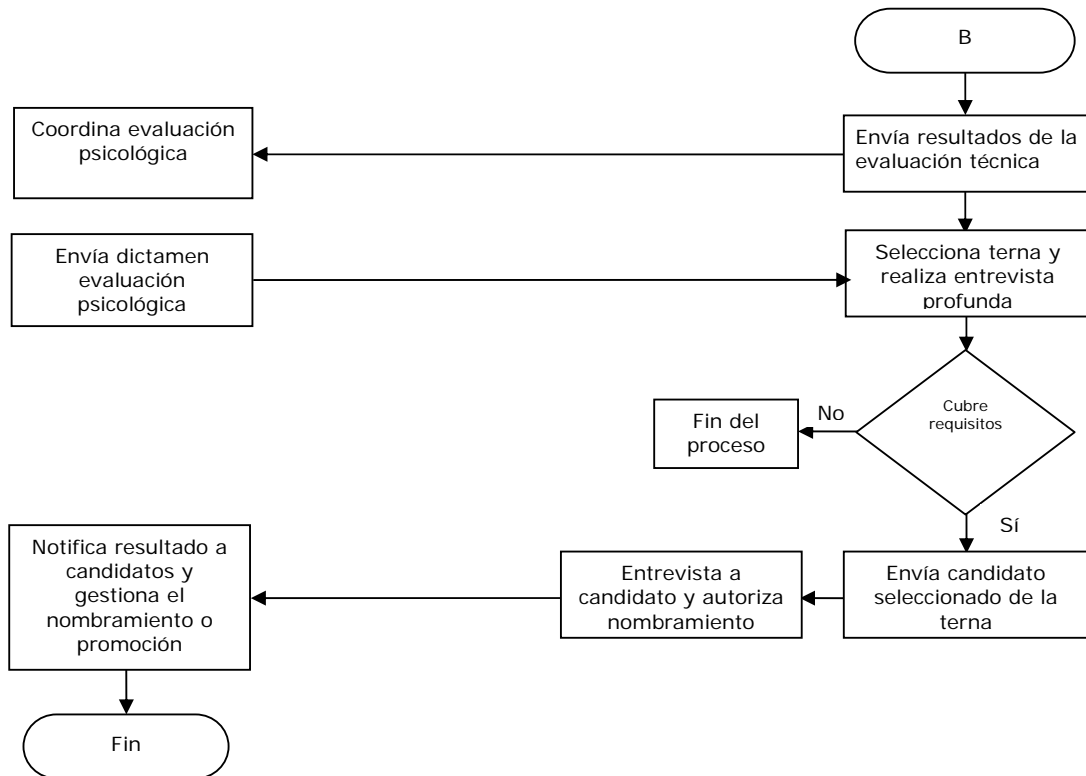 B
Coordina evaluación
psicológica
Envía resultados de la
evaluación técnica
Envía dictamen
evaluación
psicológica
Selecciona terna y
realiza entrevista
profunda
Cubre
requisitos
No
Fin del
proceso
Sí
Notifica resultado a
candidatos y
gestiona el
nombramiento o
promoción
Entrevista a
candidato y autoriza
nombramiento
Envía candidato
seleccionado de la
terna
Fin